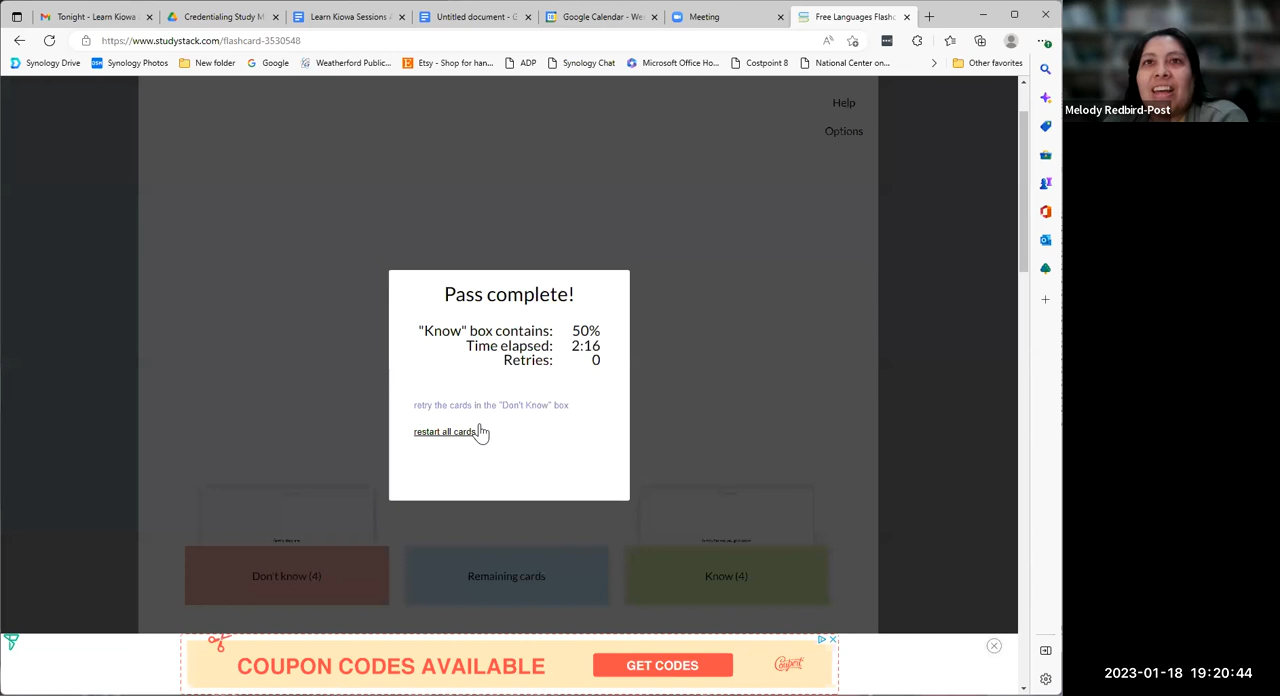 Tonight - Learn Kiowa
Credentialing Study M
Learn Kiowa Sessions
Untitled document - G
Google Calendar - We
Meeting
Free Languages Flashc
https://www.studystack.com/flashcard-3530548
Synology Drive
Synology Photos
New folder
Google
Weatherford Public...
Etsy - Shop for han...
ADP
Synology Chat
Microsoft Office Ho...
Costpoint 8
National Center on...
Other favorites
Melody Redbird-Post
Help
Options
Pass complete!
"Know" box contains: 50%
Time elapsed: 2:16
Retries: 0
retry the cards in the "Don't Know" box
restart all cards
Don't know (4)
Remaining cards
Know (4)
COUPON CODES AVAILABLE
GET CODES
Coupert
2023-01-18 19:20:44